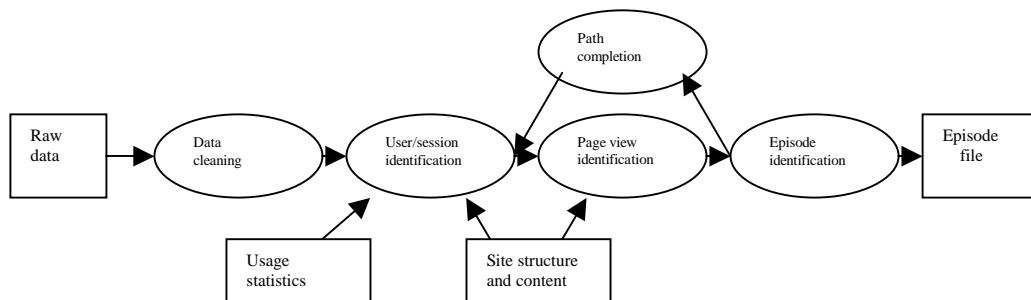 Path
completion
Raw
data
Data
cleaning
User/session
identification
Page view
identification
Episode
identification
Episode
file
Usage
statistics
Site structure
and content